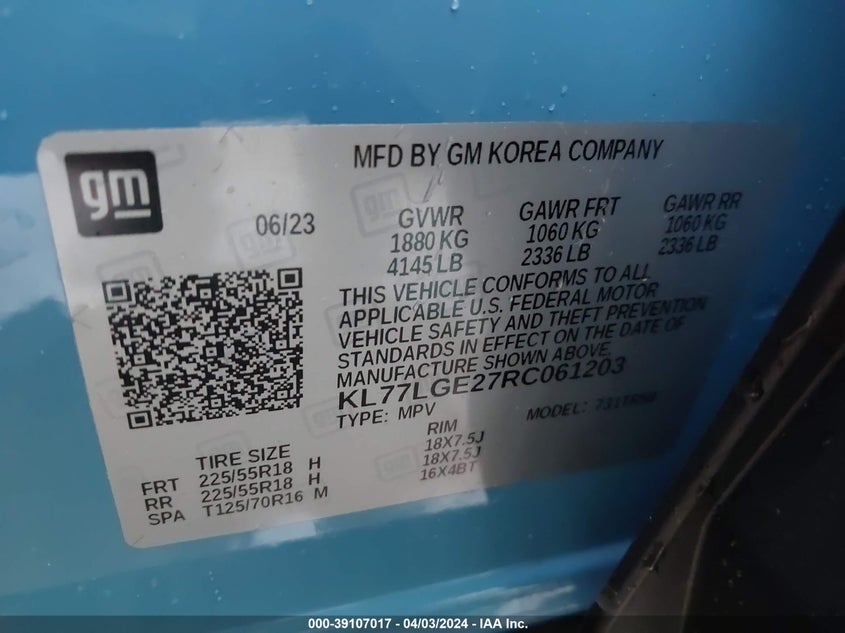 gm
MFD BY GM KOREA COMPANY
06/23
GVWR
1880 KG
4145 LB
GAWR FRT
1060 KG
2336 LB
GAWR RR
1060 KG
2336 LB
THIS VEHICLE CONFORMS TO ALL
APPLICABLE U.S. FEDERAL MOTOR
VEHICLE SAFETY AND THEFT PREVENTION
STANDARDS IN EFFECT ON THE DATE OF
MANUFACTURE SHOWN ABOVE.
KL77LGE27RC061203
TYPE: MPV MODEL:
TIRE SIZE RIM
FRT 225/55R18 H 18X7.5J
RR 225/55R18 H 18X7.5J
SPA T125/70R16 M 16X4BT
000-39107017 - 04/03/2024 - IAA Inc.